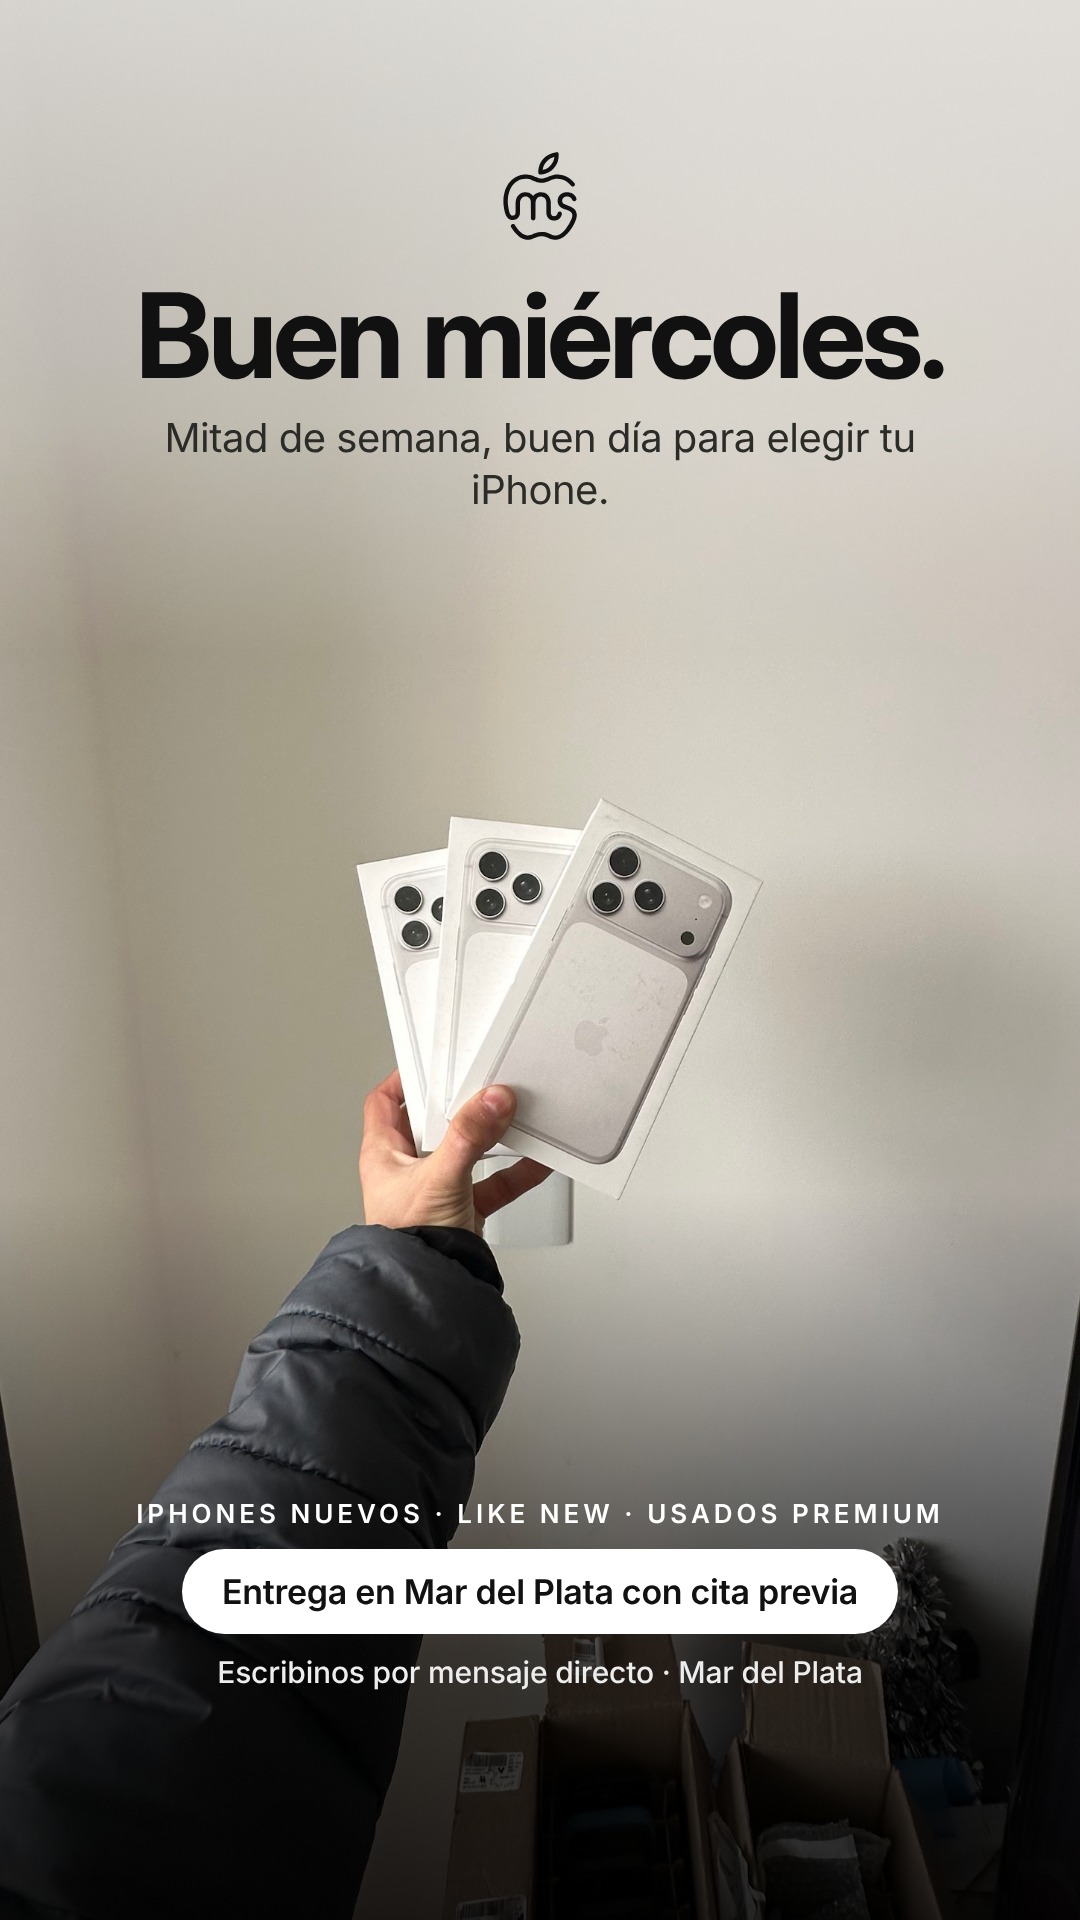 ms
Buen miércoles.
Mitad de semana, buen día para elegir tu
iPhone.
IPHONES NUEVOS · LIKE NEW · USADOS PREMIUM
Entrega en Mar del Plata con cita previa
Escribinos por mensaje directo · Mar del Plata